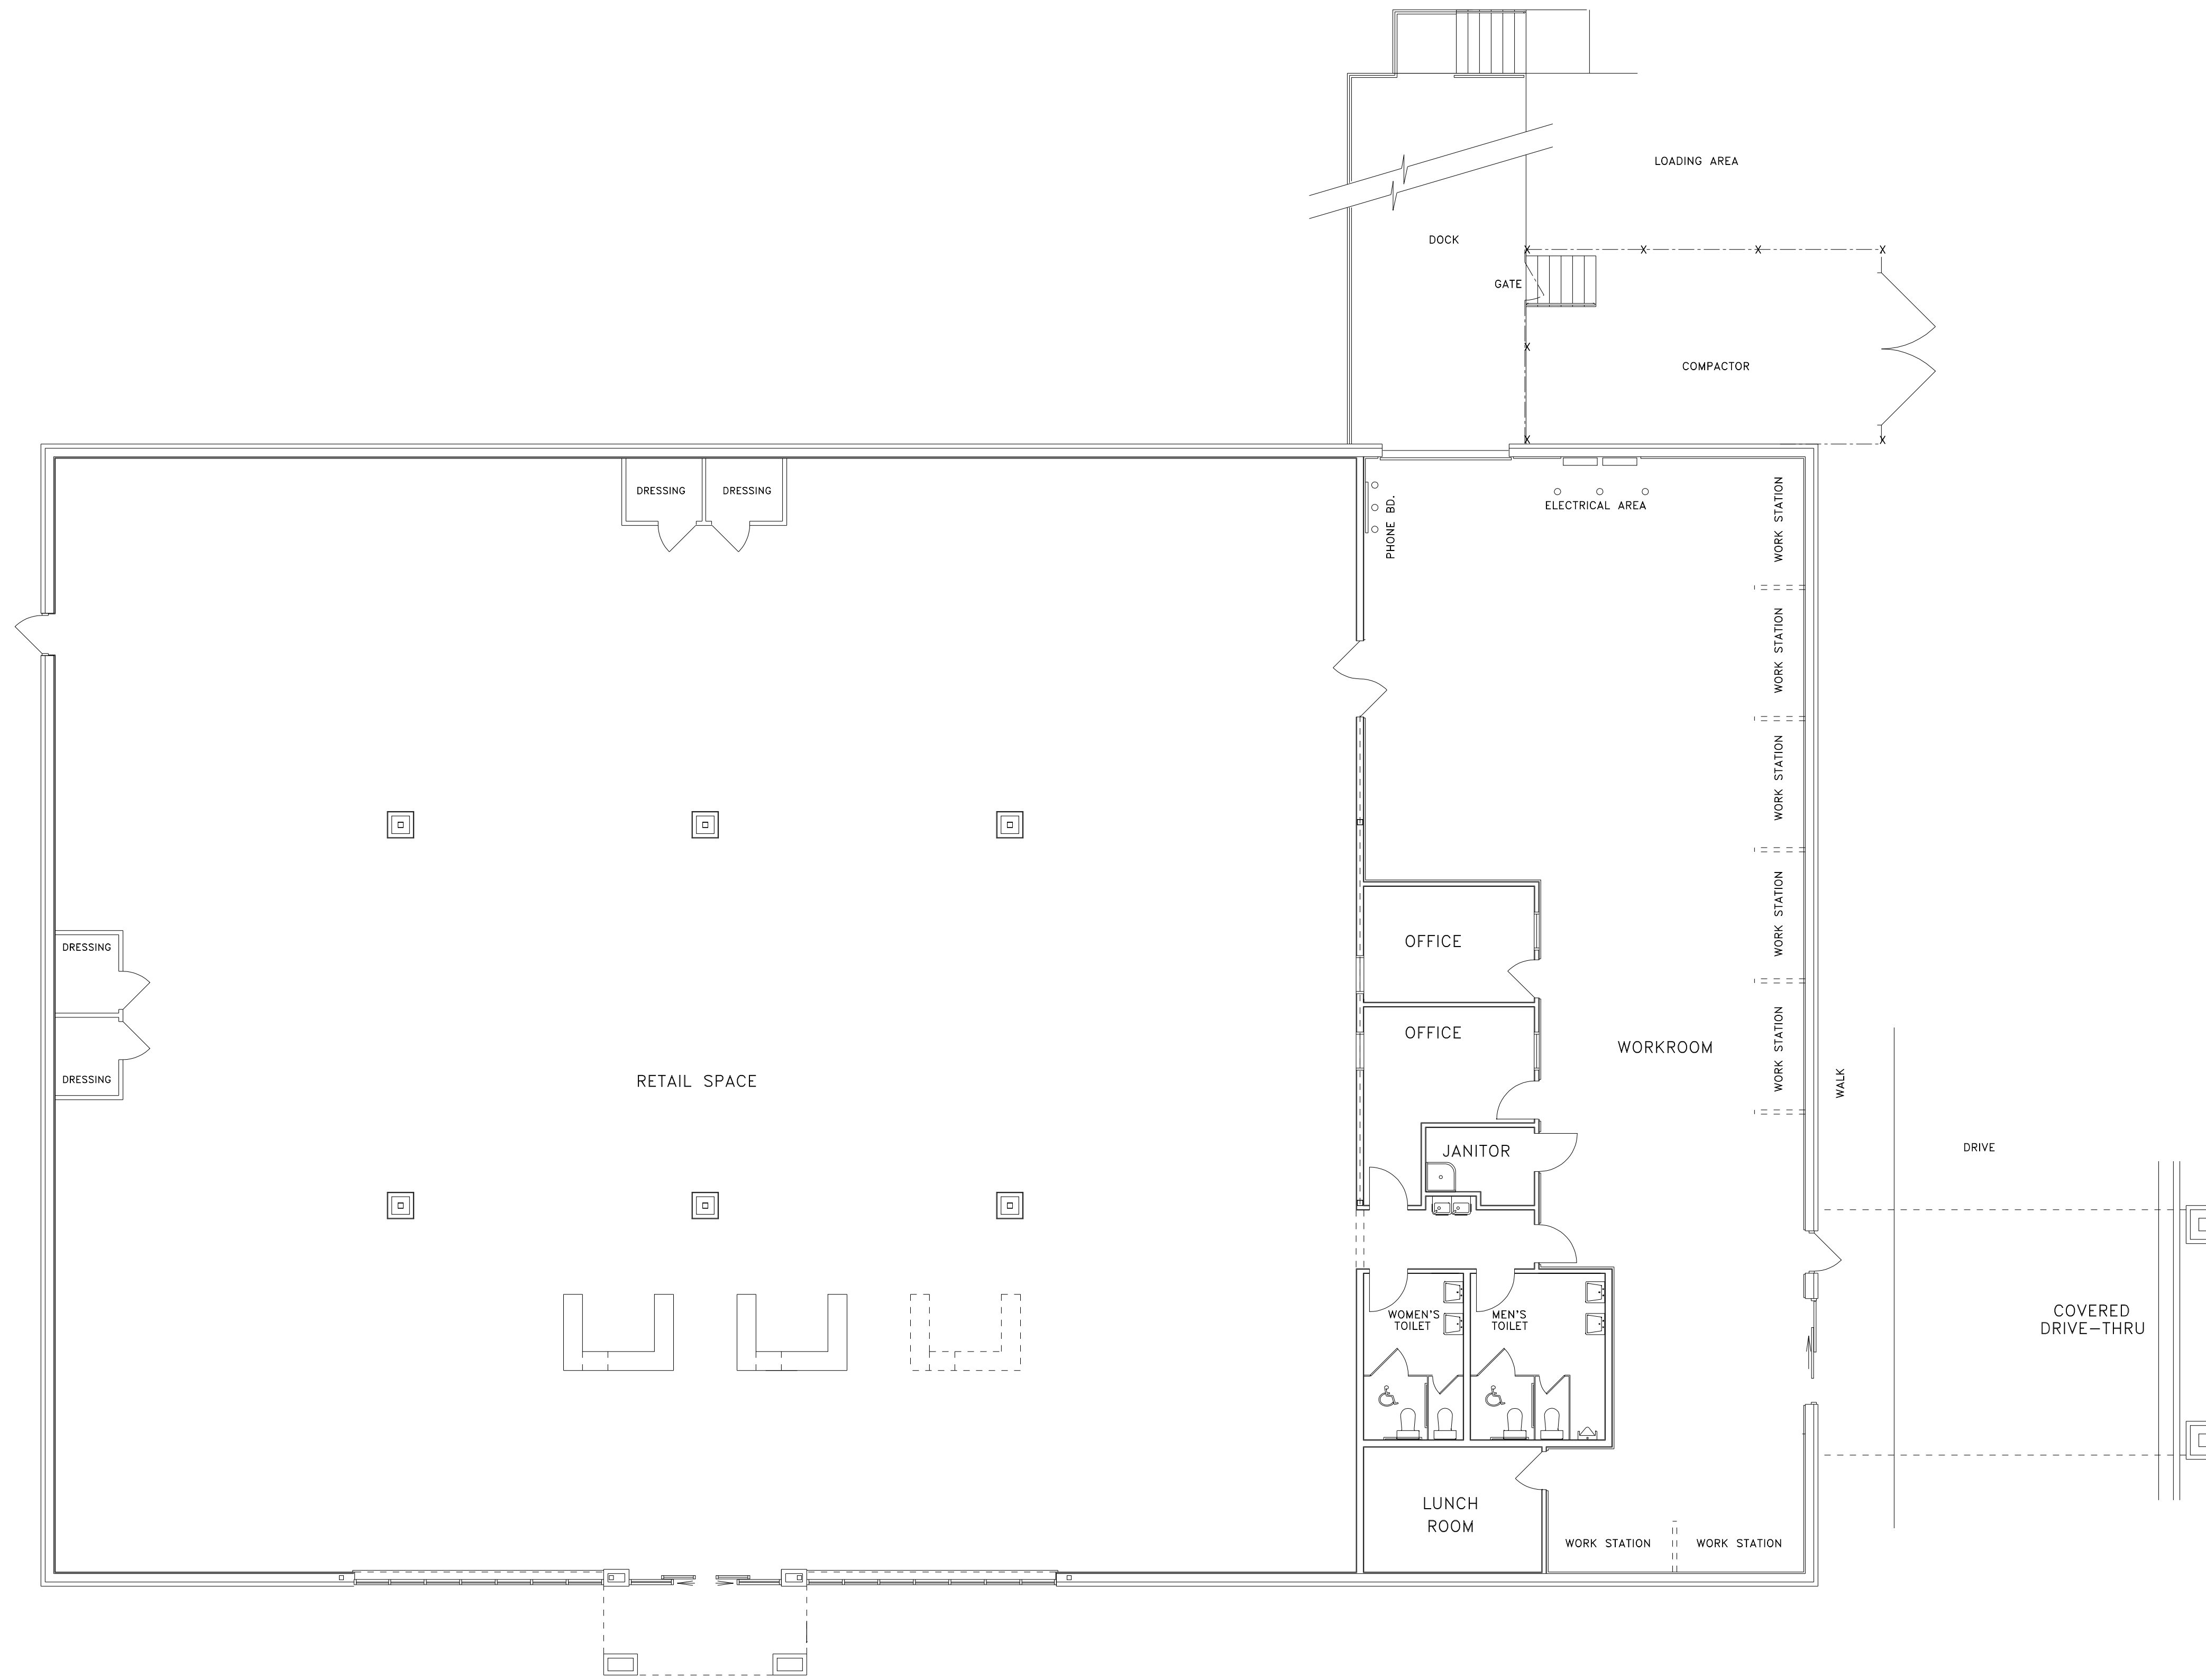 LOADING AREA
DOCK
GATE
COMPACTOR
DRESSING
DRESSING
PHONE BD.
ELECTRICAL AREA
WORK STATION
WORK STATION
WORK STATION
WORK STATION
WORK STATION
DRESSING
DRESSING
RETAIL SPACE
OFFICE
OFFICE
WORKROOM
WALK
JANITOR
DRIVE
WOMEN'S
TOILET
MEN'S
TOILET
COVERED
DRIVE-THRU
LUNCH
ROOM
WORK STATION
WORK STATION